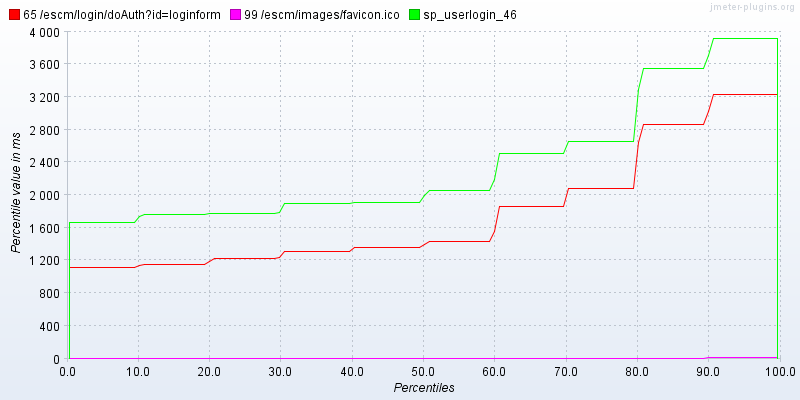 65 /escm/login/doAuth?id=loginform 99 /escm/images/favicon.ico sp_userlogin_46 jmeter-plugins.org
4 000
3 600
3 200
2 800
2 400
2 000
1 600
1 200
800
400
0
Percentile value in ms
0.0 10.0 20.0 30.0 40.0 50.0 60.0 70.0 80.0 90.0 100.0
Percentiles